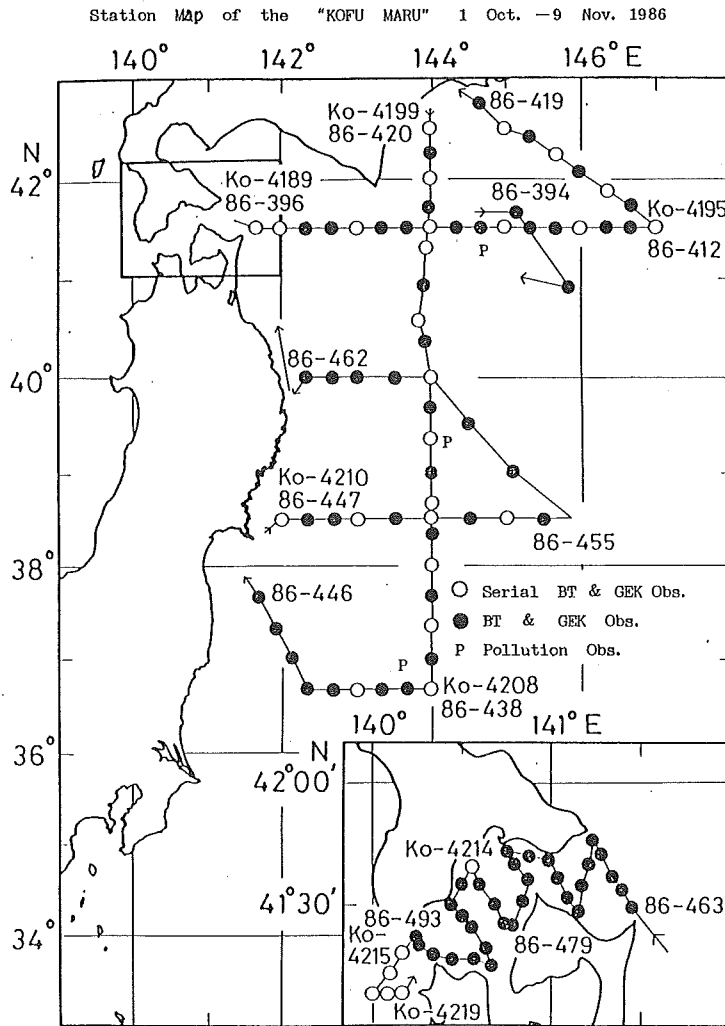 Station Map of the "KOFU MARU" 1 Oct. —9 Nov. 1986
140° 142° 144° 146°E
N
42°
40°
38°
36°
34°
86-419
Ko-4199
86-420
Ko-4189
86-396
86-394
Ko-4195
86-412
P
86-462
P
Ko-4210
86-447
86-455
86-446
○ Serial BT & GEK Obs.
● BT & GEK Obs.
P Pollution Obs.
P
Ko-4208
86-438
140° 141°E
N
42°00'
41°30'
Ko-4214
86-463
86-493
86-479
Ko-
4215
Ko-4219